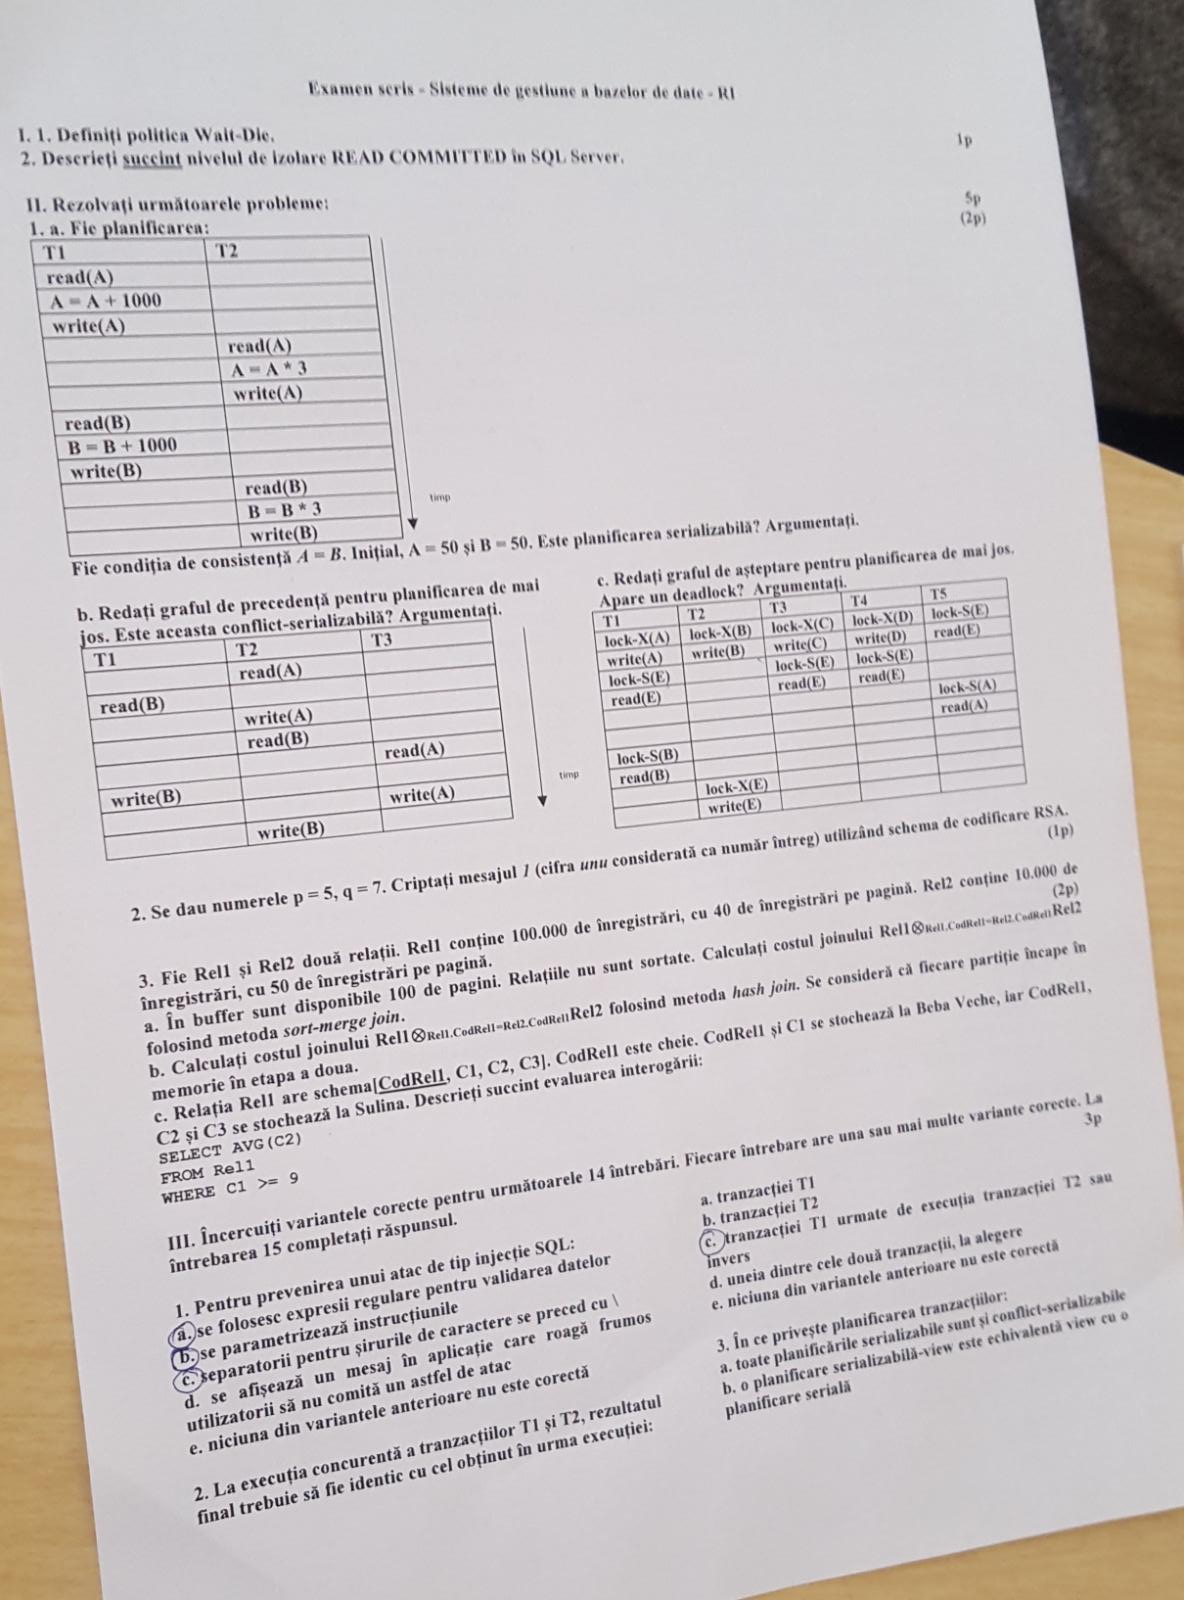 Examen scris - Sisteme de gestiune a bazelor de date - R1
I. 1. Definiți politica Wait-Die.
1p
2. Descrieți succint nivelul de izolare READ COMMITTED în SQL Server.
II. Rezolvați următoarele probleme:
5p
1. a. Fie planificarea:
(2p)
T1 T2
read(A)
A = A + 1000
write(A)
read(A)
A = A * 3
write(A)
read(B)
B = B + 1000
write(B)
read(B)
B = B * 3
write(B)
timp
Fie condiția de consistență A = B. Inițial, A = 50 și B = 50. Este planificarea serializabilă? Argumentați.
b. Redați graful de precedență pentru planificarea de mai
jos. Este aceasta conflict-serializabilă? Argumentați.
T1 T2 T3
read(A)
read(B)
write(A)
read(B)
read(A)
write(B)
write(A)
write(B)
timp
c. Redați graful de așteptare pentru planificarea de mai jos.
Apare un deadlock? Argumentați.
T1 T2 T3 T4 T5
lock-X(A) lock-X(B) lock-X(C) lock-X(D) lock-S(E)
write(A) write(B) write(C) write(D) read(E)
lock-S(E) lock-S(E) lock-S(E)
read(E) read(E) read(E)
lock-S(A)
read(A)
lock-S(B)
read(B)
lock-X(E)
write(E)
2. Se dau numerele p = 5, q = 7. Criptați mesajul 1 (cifra unu considerată ca număr întreg) utilizând schema de codificare RSA.
(1p)
3. Fie Rel1 și Rel2 două relații. Rel1 conține 100.000 de înregistrări, cu 40 de înregistrări pe pagină. Rel2 conține 10.000 de
înregistrări, cu 50 de înregistrări pe pagină.
(2p)
a. În buffer sunt disponibile 100 de pagini. Relațiile nu sunt sortate. Calculați costul joinului Rel1⊗Rel1.CodRel1=Rel2.CodRel1Rel2
folosind metoda sort-merge join.
b. Calculați costul joinului Rel1⊗Rel1.CodRel1=Rel2.CodRel1Rel2 folosind metoda hash join. Se consideră că fiecare partiție încape în
memorie în etapa a doua.
c. Relația Rel1 are schema[CodRel1, C1, C2, C3]. CodRel1 este cheie. CodRel1 și C1 se stochează la Beba Veche, iar CodRel1,
C2 și C3 se stochează la Sulina. Descrieți succint evaluarea interogării:
SELECT AVG(C2)
FROM Rel1
WHERE C1 >= 9
III. Încercuiți variantele corecte pentru următoarele 14 întrebări. Fiecare întrebare are una sau mai multe variante corecte. La
întrebarea 15 completați răspunsul.
3p
1. Pentru prevenirea unui atac de tip injecție SQL:
a. se folosesc expresii regulare pentru validarea datelor
b. se parametrizează instrucțiunile
c. separatorii pentru șirurile de caractere se preced cu \
d. se afișează un mesaj în aplicație care roagă frumos
utilizatorii să nu comită un astfel de atac
e. niciuna din variantele anterioare nu este corectă
2. La execuția concurentă a tranzacțiilor T1 și T2, rezultatul
final trebuie să fie identic cu cel obținut în urma execuției:
a. tranzacției T1
b. tranzacției T2
c. tranzacției T1 urmate de execuția tranzacției T2 sau
invers
d. uneia dintre cele două tranzacții, la alegere
e. niciuna din variantele anterioare nu este corectă
3. În ce privește planificarea tranzacțiilor:
a. toate planificările serializabile sunt și conflict-serializabile
b. o planificare serializabilă-view este echivalentă view cu o
planificare serială